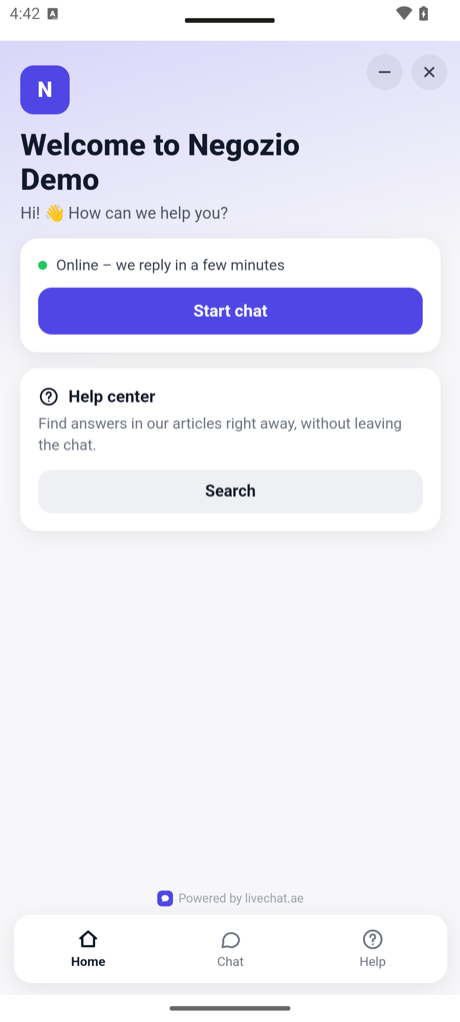 4:42
A
N
Welcome to Negozio
Demo
Hi! 👋 How can we help you?
Online – we reply in a few minutes
Start chat
Help center
Find answers in our articles right away, without leaving
the chat.
Search
Powered by livechat.ae
Home
Chat
Help